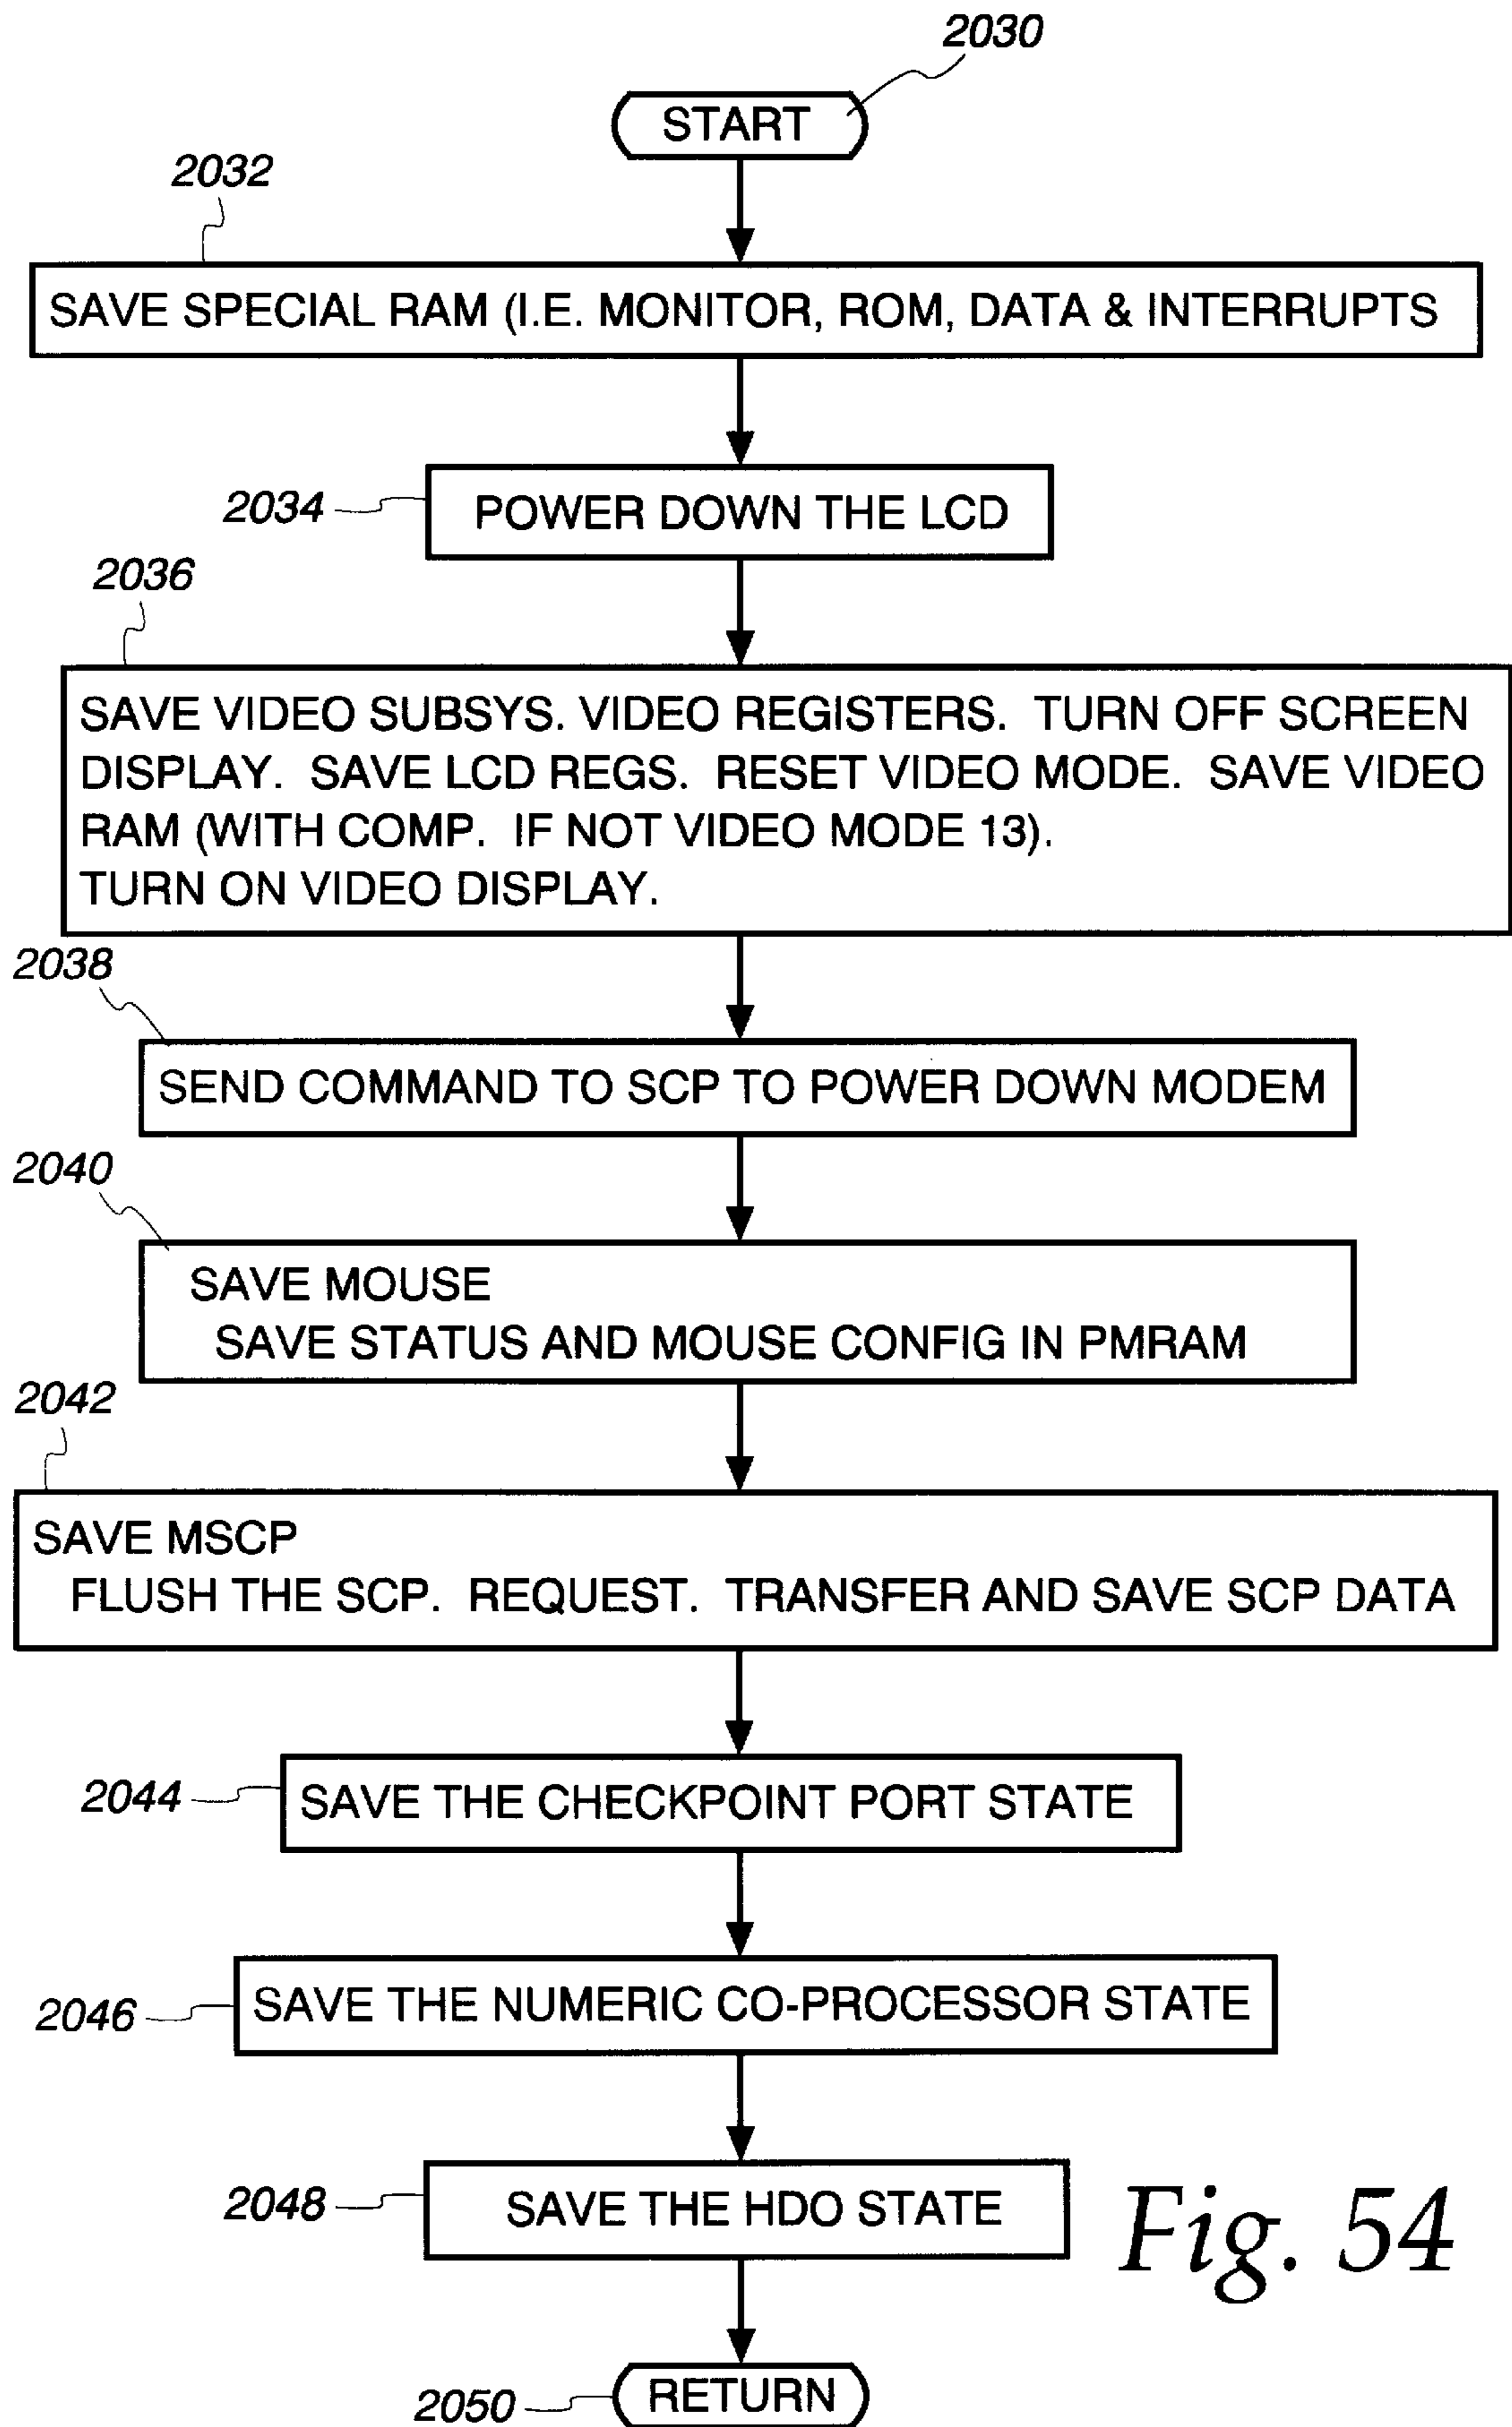 2030
START
2032
SAVE SPECIAL RAM (I.E. MONITOR, ROM, DATA & INTERRUPTS
2034
POWER DOWN THE LCD
2036
SAVE VIDEO SUBSYS. VIDEO REGISTERS. TURN OFF SCREEN
DISPLAY. SAVE LCD REGS. RESET VIDEO MODE. SAVE VIDEO
RAM (WITH COMP. IF NOT VIDEO MODE 13).
TURN ON VIDEO DISPLAY.
2038
SEND COMMAND TO SCP TO POWER DOWN MODEM
2040
SAVE MOUSE
SAVE STATUS AND MOUSE CONFIG IN PMRAM
2042
SAVE MSCP
FLUSH THE SCP. REQUEST. TRANSFER AND SAVE SCP DATA
2044
SAVE THE CHECKPOINT PORT STATE
2046
SAVE THE NUMERIC CO-PROCESSOR STATE
2048
SAVE THE HDO STATE
Fig. 54
2050
RETURN